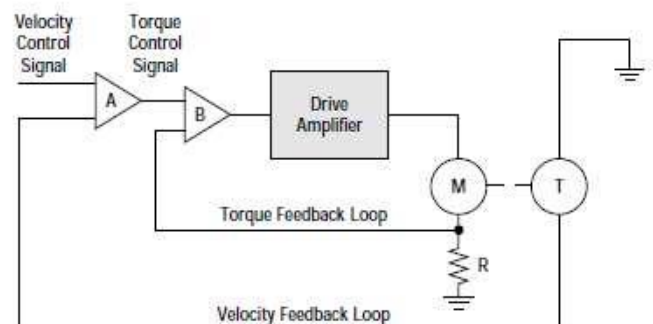 Velocity
Control
Signal
Torque
Control
Signal
A
B
Drive
Amplifier
M
T
Torque Feedback Loop
R
Velocity Feedback Loop